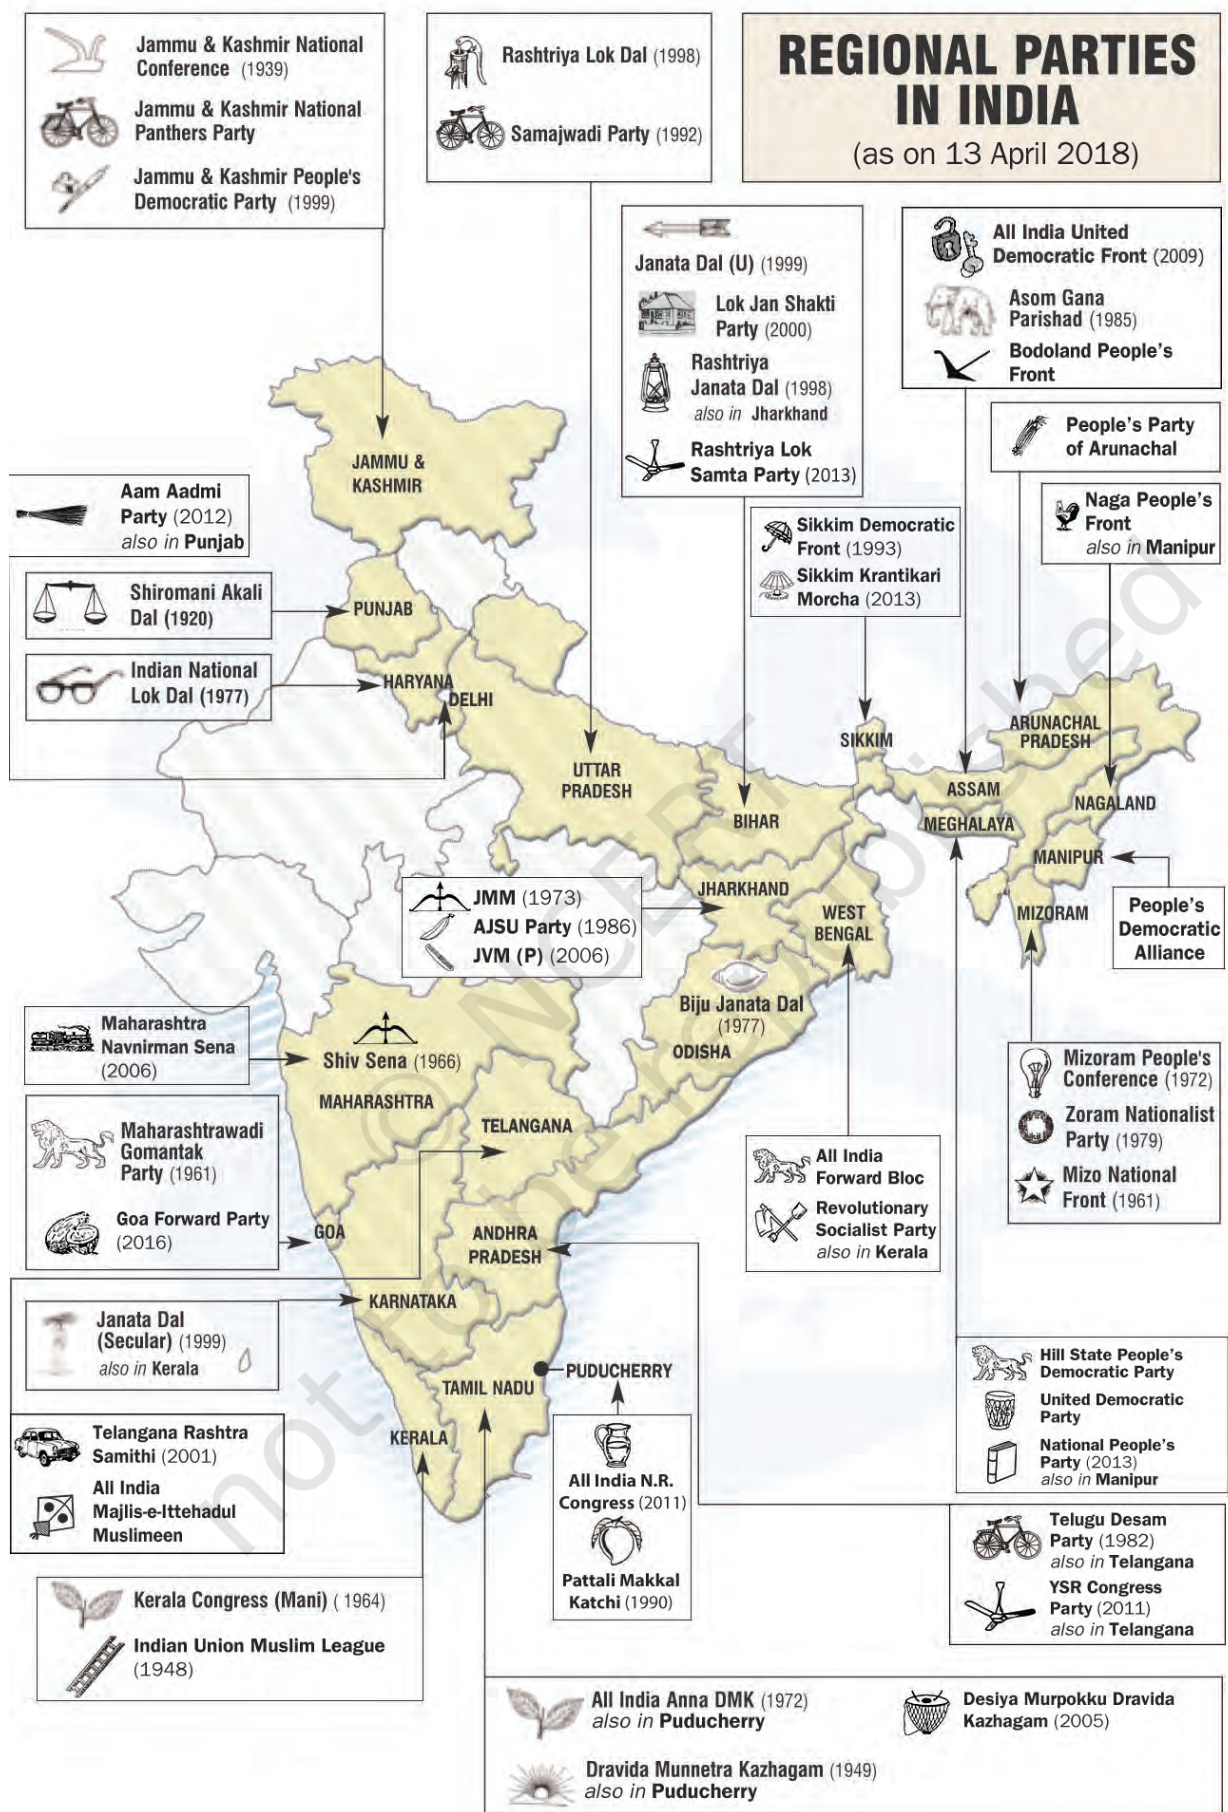 REGIONAL PARTIES
IN INDIA
(as on 13 April 2018)
Jammu & Kashmir National
Conference (1939)
Jammu & Kashmir National
Panthers Party
Jammu & Kashmir People's
Democratic Party (1999)
Rashtriya Lok Dal (1998)
Samajwadi Party (1992)
Janata Dal (U) (1999)
Lok Jan Shakti
Party (2000)
Rashtriya
Janata Dal (1998)
also in Jharkhand
Rashtriya Lok
Samta Party (2013)
All India United
Democratic Front (2009)
Asom Gana
Parishad (1985)
Bodoland People's
Front
People's Party
of Arunachal
Naga People's
Front
also in Manipur
Sikkim Democratic
Front (1993)
Sikkim Krantikari
Morcha (2013)
Aam Aadmi
Party (2012)
also in Punjab
Shiromani Akali
Dal (1920)
Indian National
Lok Dal (1977)
JAMMU &
KASHMIR
PUNJAB
HARYANA
DELHI
UTTAR
PRADESH
BIHAR
SIKKIM
ARUNACHAL
PRADESH
ASSAM
NAGALAND
MEGHALAYA
MANIPUR
MIZORAM
JHARKHAND
WEST
BENGAL
JMM (1973)
AJSU Party (1986)
JVM (P) (2006)
People's
Democratic
Alliance
Biju Janata Dal
(1977)
ODISHA
Maharashtra
Navnirman Sena
(2006)
Shiv Sena (1966)
MAHARASHTRA
TELANGANA
Mizoram People's
Conference (1972)
Zoram Nationalist
Party (1979)
Mizo National
Front (1961)
Maharashtrawadi
Gomantak
Party (1961)
Goa Forward Party
(2016)
GOA
ANDHRA
PRADESH
All India
Forward Bloc
Revolutionary
Socialist Party
also in Kerala
KARNATAKA
Janata Dal
(Secular) (1999)
also in Kerala
PUDUCHERRY
TAMIL NADU
KERALA
Hill State People's
Democratic Party
United Democratic
Party
National People's
Party (2013)
also in Manipur
Telangana Rashtra
Samithi (2001)
All India
Majlis-e-Ittehadul
Muslimeen
All India N.R.
Congress (2011)
Pattali Makkal
Katchi (1990)
Telugu Desam
Party (1982)
also in Telangana
YSR Congress
Party (2011)
also in Telangana
Kerala Congress (Mani) ( 1964)
Indian Union Muslim League
(1948)
All India Anna DMK (1972)
also in Puducherry
Desiya Murpokku Dravida
Kazhagam (2005)
Dravida Munnetra Kazhagam (1949)
also in Puducherry
© NCERT
not to be republished